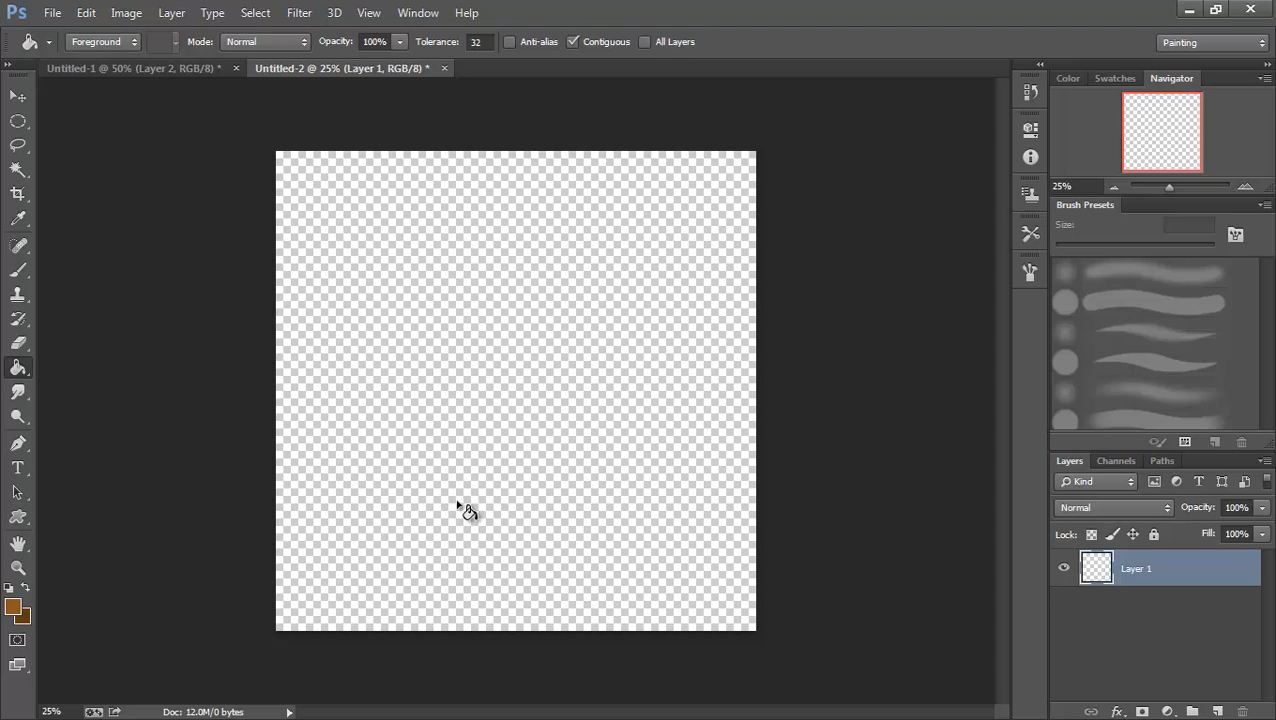 Ps File Edit Image Layer Type Select Filter 3D View Window Help
Foreground Mode: Normal Opacity: 100% Tolerance: 32 Anti-alias Contiguous All Layers Painting
Untitled-1 @ 50% (Layer 2, RGB/8) * × Untitled-2 @ 25% (Layer 1, RGB/8) * ×
Color Swatches Navigator
25%
Brush Presets
Size:
Layers Channels Paths
Kind
Normal Opacity: 100%
Lock: Fill: 100%
Layer 1
25% Doc: 12.0M/0 bytes